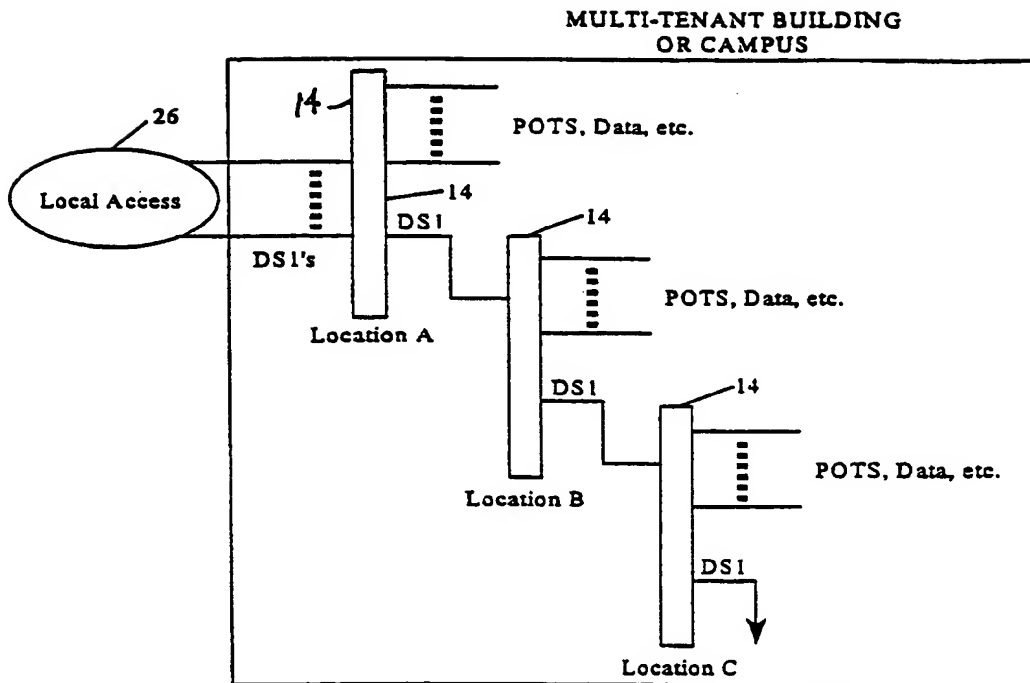 MULTI-TENANT BUILDING
OR CAMPUS
14
26
POTS, Data, etc.
Local Access
14
DS1
14
DS1's
POTS, Data, etc.
Location A
DS1
14
POTS, Data, etc.
Location B
DS1
Location C